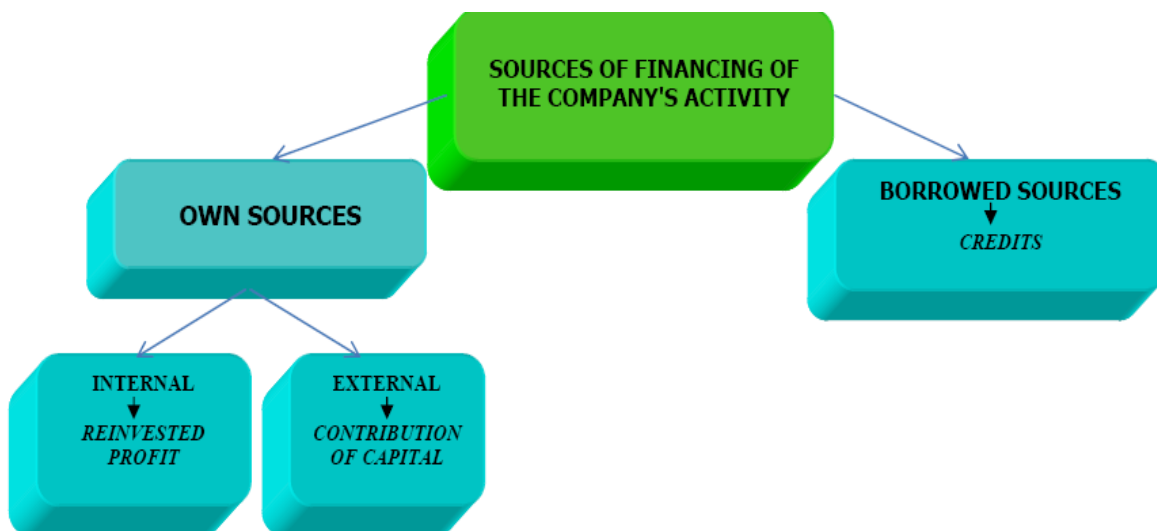 SOURCES OF FINANCING OF
THE COMPANY'S ACTIVITY
OWN SOURCES
BORROWED SOURCES
CREDITS
INTERNAL
REINVESTED
PROFIT
EXTERNAL
CONTRIBUTION
OF CAPITAL